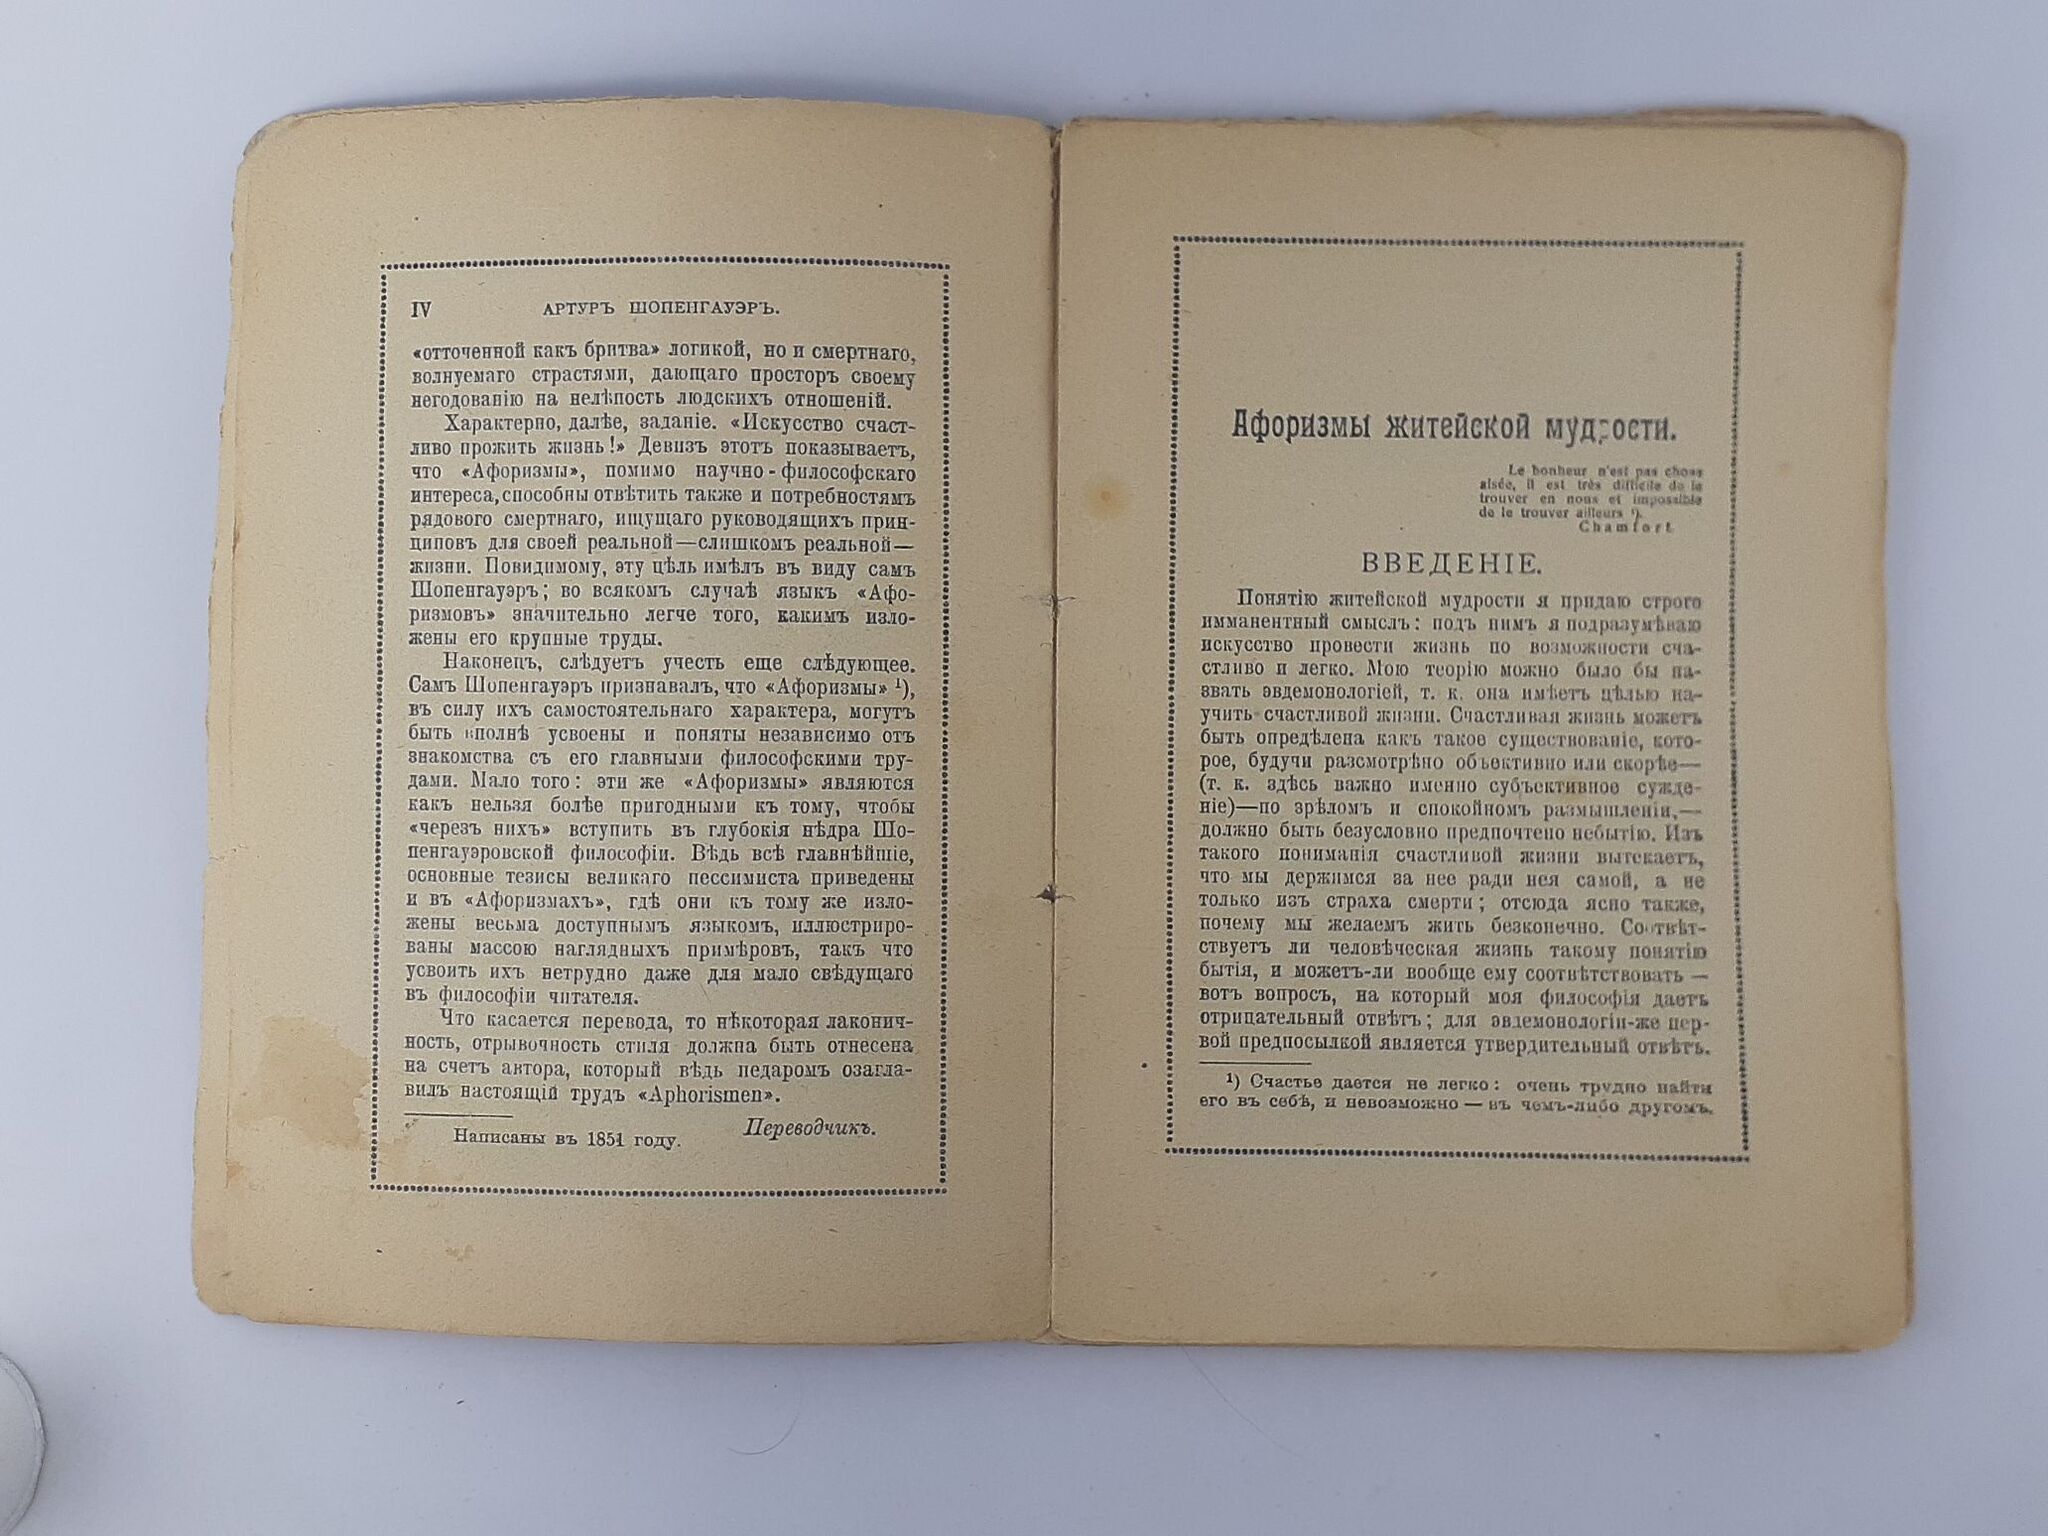 IV АРТУРЪ ШОПЕНГАУЭРЪ.
«отточенной какъ бритва» логикой, но и смертнаго,
волнуемаго страстями, дающаго просторъ своему
негодованію на нелѣпость людскихъ отношеній.
Характерно, далѣе, заданіе. «Искусство счаст-
ливо прожить жизнь!» Девизъ этотъ показываетъ,
что «Афоризмы», помимо научно-философскаго
интереса, способны отвѣтить также и потребностямъ
рядового смертнаго, ищущаго руководящихъ прин-
циповъ для своей реальной—слишкомъ реальной—
жизни. Повидимому, эту цѣль имѣлъ въ виду самъ
Шопенгауэръ; во всякомъ случаѣ языкъ «Афо-
ризмовъ» значительно легче того, какимъ изло-
жены его крупные труды.
Наконецъ, слѣдуетъ учесть еще слѣдующее.
Самъ Шопенгауэръ признавалъ, что «Афоризмы» ¹),
въ силу ихъ самостоятельнаго характера, могутъ
быть вполнѣ усвоены и поняты независимо отъ
знакомства съ его главными философскими тру-
дами. Мало того: эти же «Афоризмы» являются
какъ нельзя болѣе пригодными къ тому, чтобы
«черезъ нихъ» вступить въ глубокія нѣдра Шо-
пенгауэровской философіи. Вѣдь всѣ главнѣйшіе,
основные тезисы великаго пессимиста приведены
и въ «Афоризмахъ», гдѣ они къ тому же изло-
жены весьма доступнымъ языкомъ, иллюстриро-
ваны массою наглядныхъ примѣровъ, такъ что
усвоить ихъ нетрудно даже для мало свѣдущаго
въ философіи читателя.
Что касается перевода, то нѣкоторая лаконич-
ность, отрывочность стиля должна быть отнесена
на счетъ автора, который вѣдь недаромъ озагла-
вилъ настоящій трудъ «Aphorismen».
Переводчикъ.
Написаны въ 1851 году.
Афоризмы житейской мудрости.
Le bonheur n'est pas chose
aisée, il est très difficile de le
trouver en nous et impossible
de le trouver ailleurs ¹).
Chamfort
ВВЕДЕНІЕ.
Понятію житейской мудрости я придаю строго
имманентный смыслъ: подъ нимъ я подразумѣваю
искусство провести жизнь по возможности сча-
стливо и легко. Мою теорію можно было бы на-
звать эвдемонологіей, т. к. она имѣетъ цѣлью на-
учить счастливой жизни. Счастливая жизнь можетъ
быть опредѣлена какъ такое существованіе, кото-
рое, будучи разсмотрѣно объективно или скорѣе—
(т. к. здѣсь важно именно субъективное сужде-
ніе)—по зрѣломъ и спокойномъ размышленіи,—
должно быть безусловно предпочтено небытію. Изъ
такого пониманія счастливой жизни вытекаетъ,
что мы держимся за нее ради нея самой, а не
только изъ страха смерти; отсюда ясно также,
почему мы желаемъ жить безконечно. Соотвѣт-
ствуетъ ли человѣческая жизнь такому понятію
бытія, и можетъ-ли вообще ему соотвѣтствовать —
вотъ вопросъ, на который моя философія даетъ
отрицательный отвѣтъ; для эвдемонологіи-же пер-
вой предпосылкой является утвердительный отвѣтъ.
¹) Счастье дается не легко: очень трудно найти
его въ себѣ, и невозможно — въ чемъ-либо другомъ.